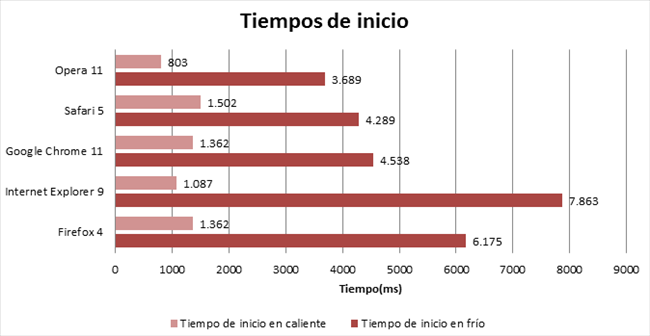 Tiempos de inicio
Opera 11
803
3.689
Safari 5
1.502
4.289
Google Chrome 11
1.362
4.538
Internet Explorer 9
1.087
7.863
Firefox 4
1.362
6.175
0 1000 2000 3000 4000 5000 6000 7000 8000 9000
Tiempo(ms)
Tiempo de inicio en caliente Tiempo de inicio en frío